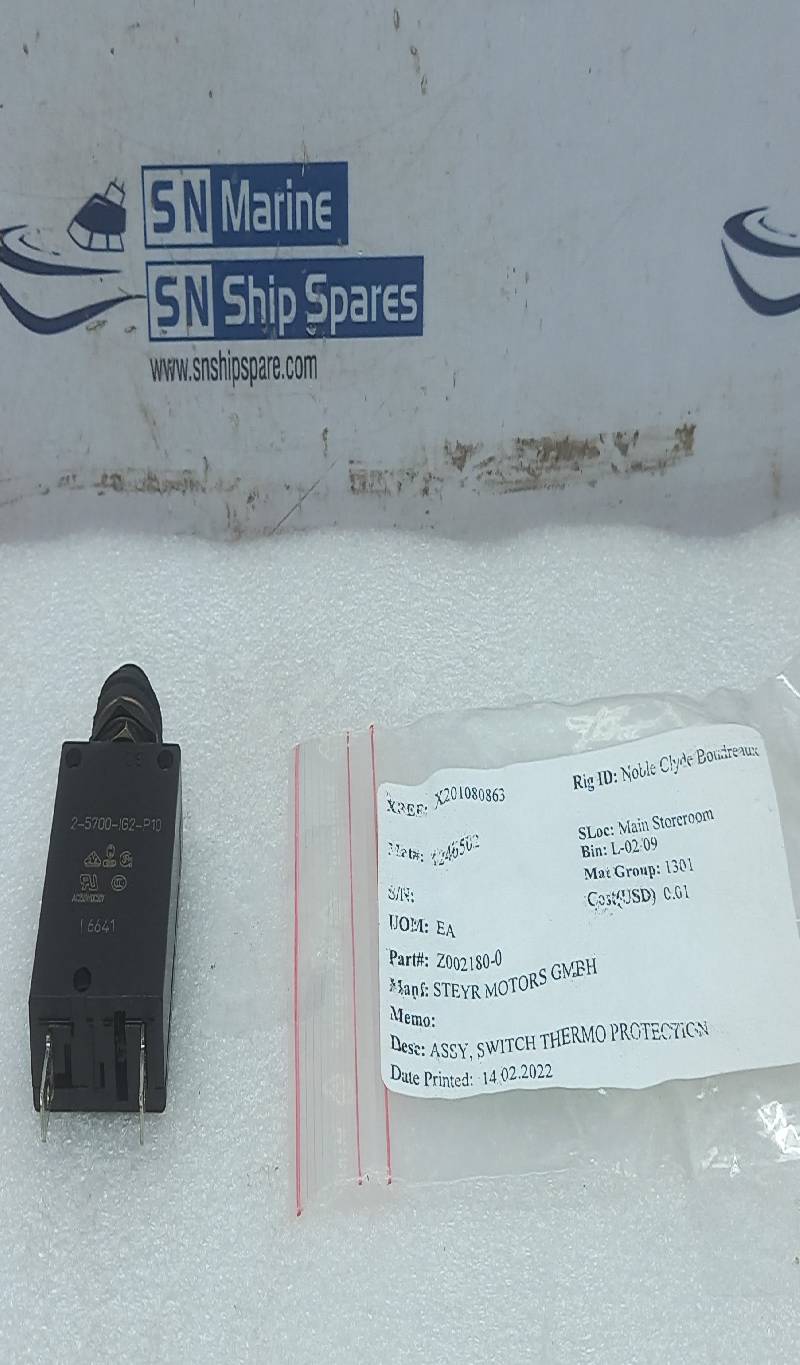 SN Marine
SN Ship Spares
www.snshipspare.com
2-5700-IG2-P10
L6641
XREF: X201080863
Rig ID: Noble Clyde Boudreaux
Mat#:
SLoc: Main Storeroom
Bin: L-02-09
S/N:
Mat Group: 1301
UOM: EA
Cost(USD) 0.01
Part#: Z002180-0
Manf: STEYR MOTORS GMBH
Memo:
Desc: ASSY, SWITCH THERMO PROTECTION
Date Printed: 14.02.2022